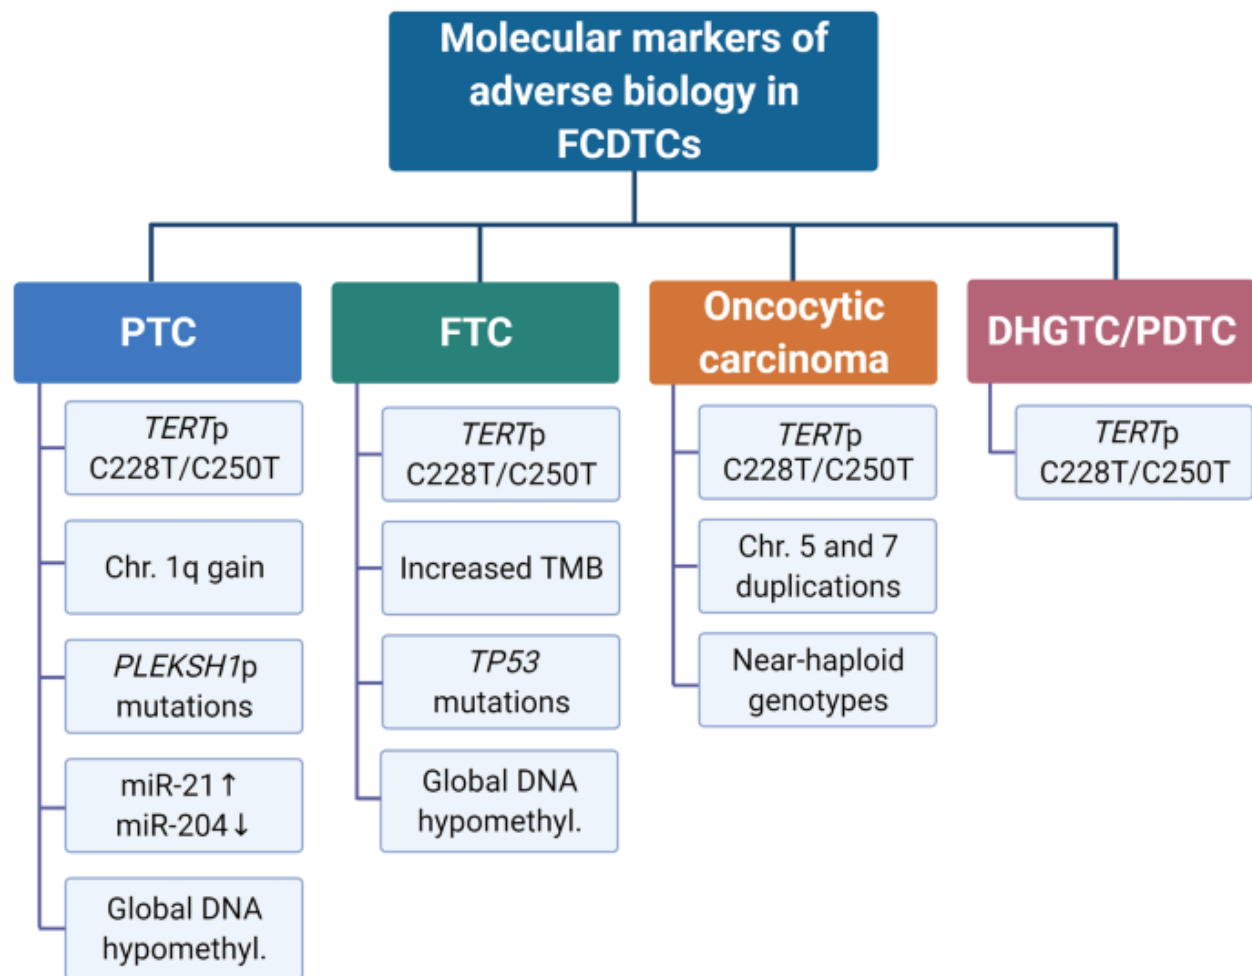 Molecular markers of
adverse biology in
FCDTCs
PTC
TERTp
C228T/C250T
Chr. 1q gain
PLEKSH1p
mutations
miR-21↑
miR-204↓
Global DNA
hypomethyl.
FTC
TERTp
C228T/C250T
Increased TMB
TP53
mutations
Global DNA
hypomethyl.
Oncocytic
carcinoma
TERTp
C228T/C250T
Chr. 5 and 7
duplications
Near-haploid
genotypes
DHGTC/PDTC
TERTp
C228T/C250T